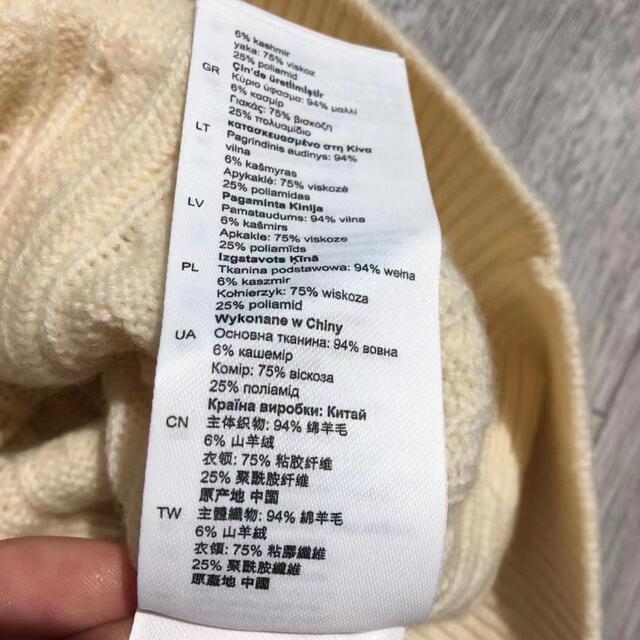 6% kashmir
yaka: 75% viskoz
25% poliamid
Çin'de üretilmiştir
GR Κύριο ύφασμα: 94% μαλλί
6% κασμίρ
Γιακάς: 75% βισκόζη
25% πολυαμίδιο
κατασκευασμένο στη Κίνα
LT Pagrindinis audinys: 94%
vilna
6% kašmyras
Apykaklė: 75% viskozė
25% poliamidas
Pagaminta Kinija
LV Pamataudums: 94% vilna
6% kašmirs
Apkakle: 75% viskoze
25% poliamīds
Izgatavots Ķīnā
PL Tkanina podstawowa: 94% wełna
6% kaszmir
Kołnierzyk: 75% wiskoza
25% poliamid
Wykonane w Chiny
UA Основна тканина: 94% вовна
6% кашемір
Комір: 75% віскоза
25% поліамід
Країна виробки: Китай
CN 主体织物: 94% 绵羊毛
6% 山羊绒
衣领: 75% 粘胶纤维
25% 聚酰胺纤维
原产地 中国
TW 主體織物: 94% 綿羊毛
6% 山羊絨
衣領: 75% 粘膠纖維
25% 聚酰胺纖維
原產地 中國